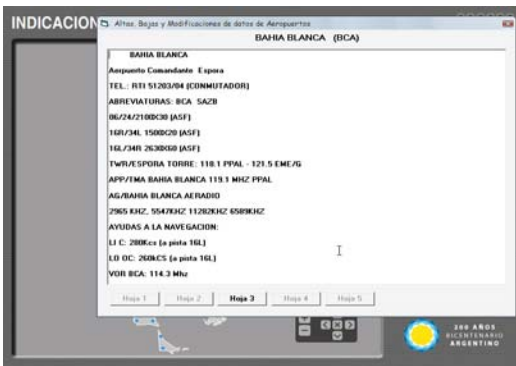 INDICACION
Altas, Bajas y Modificaciones de datos de Aeropuertos
BAHIA BLANCA (BCA)
BAHIA BLANCA
Aerpuerto Comandante Espora
TEL.: RTI 51203/04 (CONMUTADOR)
ABREVIATURAS: BCA SAZB
06/24/2100X30 (ASF)
16R/34L 1500X20 (ASF)
16L/34R 2630X60 (ASF)
TWR/ESPORA TORRE: 118.1 PPAL - 121.5 EME/G
APP/TMA BAHIA BLANCA 119.1 MHZ PPAL
AG/BAHIA BLANCA AERADIO
2965 KHZ, 5547KHZ 11282KHZ 6589KHZ
AYUDAS A LA NAVEGACION:
LI C: 280Kcs (a pista 16L)
LO OC: 260kCS (a pista 16L)
VOR BCA: 114.3 Mhz
Hoja 1 Hoja 2 Hoja 3 Hoja 4 Hoja 5
200 AÑOS
BICENTENARIO
ARGENTINO